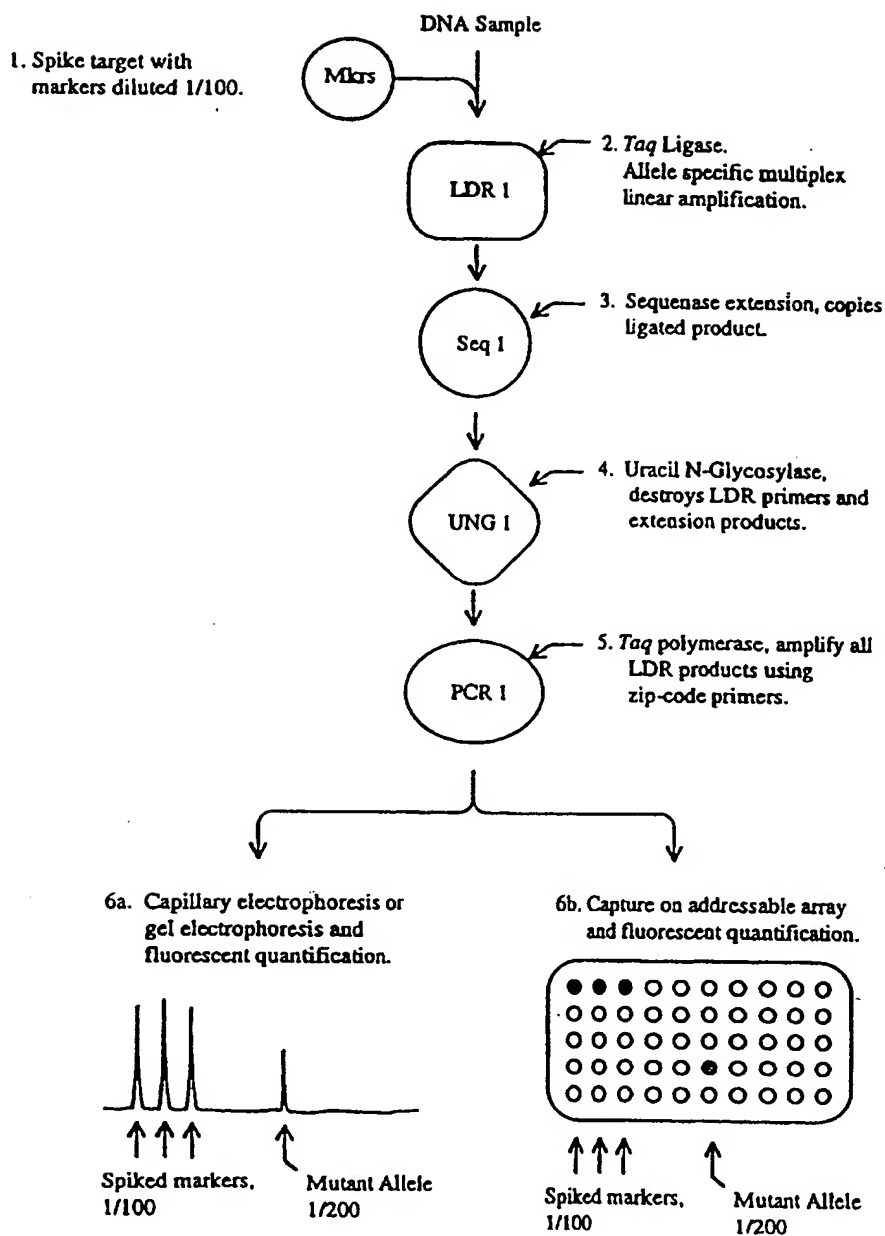 DNA Sample
1. Spike target with
markers diluted 1/100.
Mkrs
2. Taq Ligase.
Allele specific multiplex
linear amplification.
LDR 1
3. Sequenase extension, copies
ligated product.
Seq 1
4. Uracil N-Glycosylase,
destroys LDR primers and
extension products.
UNG 1
5. Taq polymerase, amplify all
LDR products using
zip-code primers.
PCR 1
6a. Capillary electrophoresis or
gel electrophoresis and
fluorescent quantification.
6b. Capture on addressable array
and fluorescent quantification.
Spiked markers,
1/100
Mutant Allele
1/200
Spiked markers,
1/100
Mutant Allele
1/200